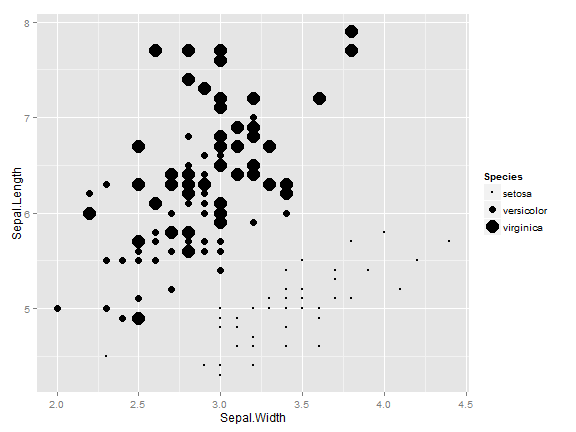 8
7
6
5
Sepal.Length
2.0 2.5 3.0 3.5 4.0 4.5
Sepal.Width
Species
setosa
versicolor
virginica